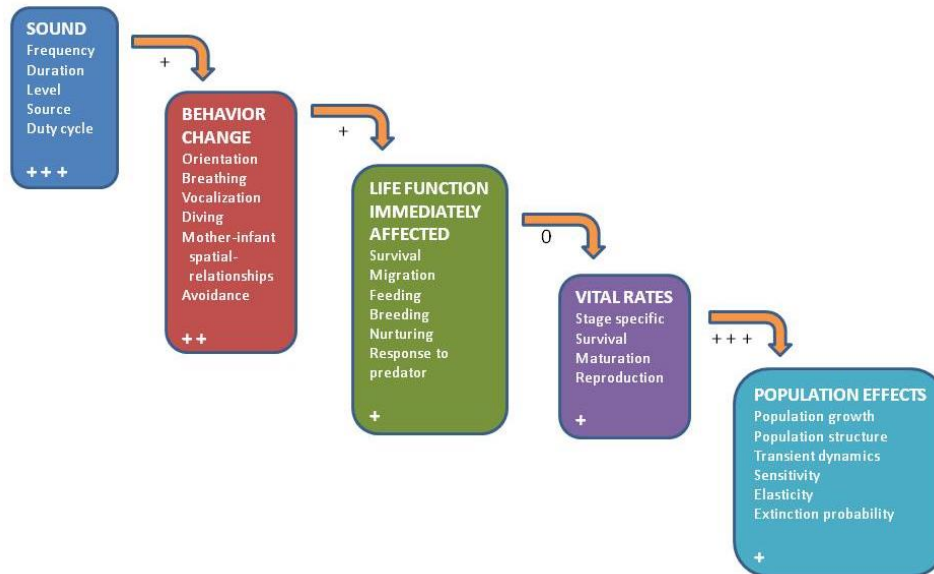 SOUND
Frequency
Duration
Level
Source
Duty cycle
+ + +
+
BEHAVIOR
CHANGE
Orientation
Breathing
Vocalization
Diving
Mother-infant
spatial-
relationships
Avoidance
+ +
+
LIFE FUNCTION
IMMEDIATELY
AFFECTED
Survival
Migration
Feeding
Breeding
Nurturing
Response to
predator
+
0
VITAL RATES
Stage specific
Survival
Maturation
Reproduction
+
+ + +
POPULATION EFFECTS
Population growth
Population structure
Transient dynamics
Sensitivity
Elasticity
Extinction probability
+